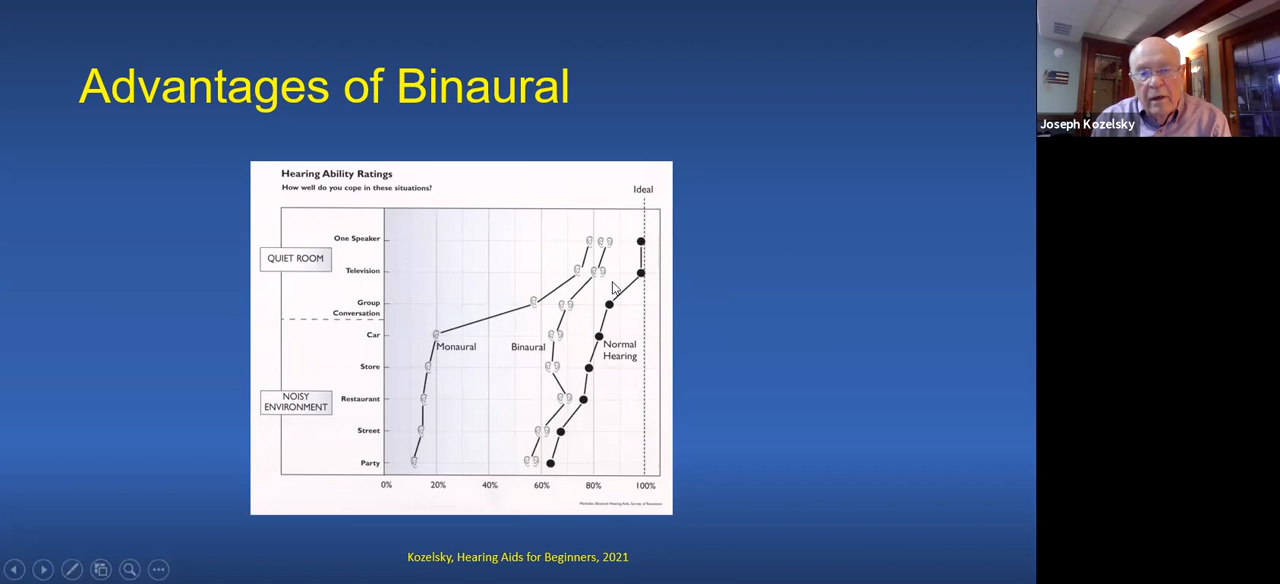 Advantages of Binaural
Joseph Kozelsky
Hearing Ability Ratings
How well do you cope in these situations?
Ideal
One Speaker
QUIET ROOM
Television
Group
Conversation
Car
Monaural
Binaural
Normal
Hearing
Store
NOISY
ENVIRONMENT
Restaurant
Street
Party
0%
20%
40%
60%
80%
100%
Kozelsky, Hearing Aids for Beginners, 2021